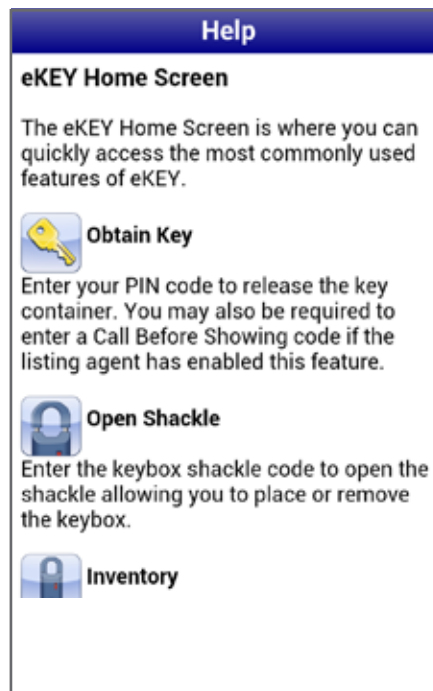 Help
eKEY Home Screen
The eKEY Home Screen is where you can
quickly access the most commonly used
features of eKEY.
Obtain Key
Enter your PIN code to release the key
container. You may also be required to
enter a Call Before Showing code if the
listing agent has enabled this feature.
Open Shackle
Enter the keybox shackle code to open the
shackle allowing you to place or remove
the keybox.
Inventory